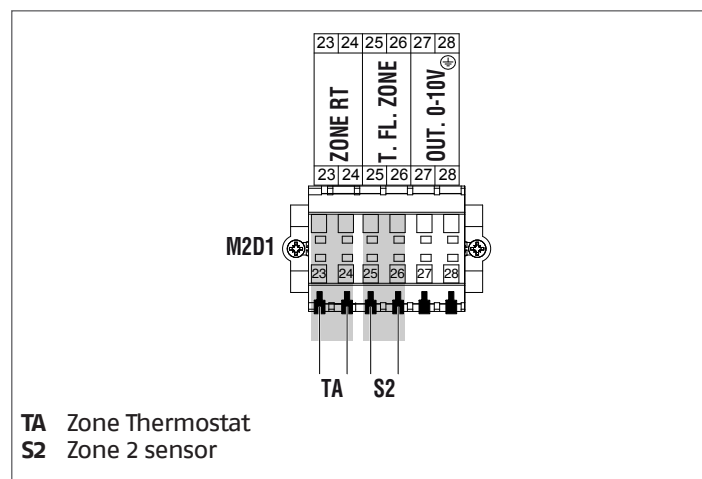 23 24 25 26 27 28
ZONE RT
T. FL. ZONE
OUT. 0-10V
23 24 25 26 27 28
M2D1
23 24 25 26 27 28
TA S2
TA Zone Thermostat
S2 Zone 2 sensor